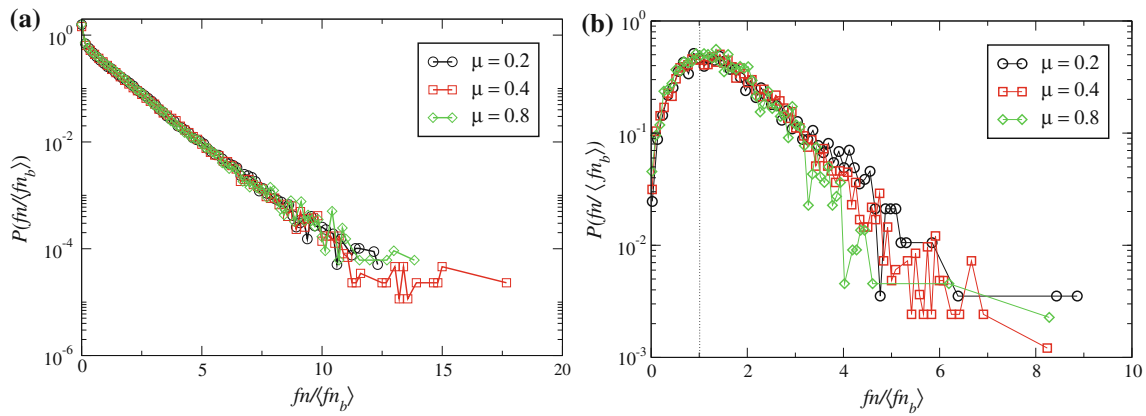 (a)
10^0
10^-2
10^-4
10^-6
P(fn/⟨fn_b⟩)
0 5 10 15 20
fn/⟨fn_b⟩
μ = 0.2
μ = 0.4
μ = 0.8
(b)
10^0
10^-1
10^-2
10^-3
P(fn/⟨fn_b⟩)
0 2 4 6 8 10
fn/⟨fn_b⟩
μ = 0.2
μ = 0.4
μ = 0.8